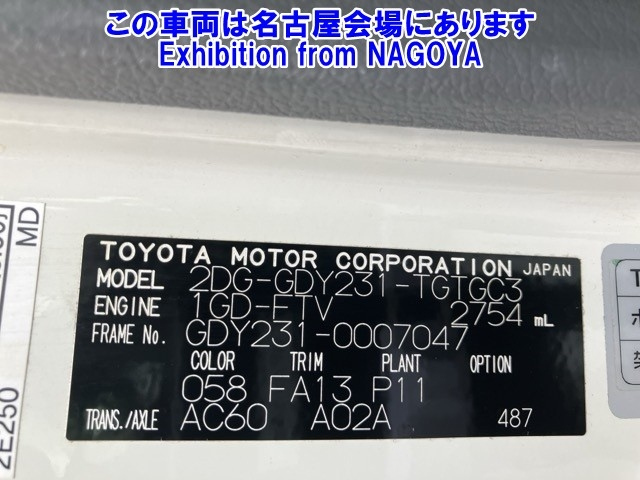 この車両は名古屋会場にあります
Exhibition from NAGOYA
TOYOTA MOTOR CORPORATION JAPAN
MODEL 2DG-GDY231-TGTGC3
ENGINE 1GD-FTV 2754 mL
FRAME No. GDY231-0007047
COLOR TRIM PLANT OPTION
058 FA13 P11
TRANS./AXLE AC60 A02A 487
MD
2E250